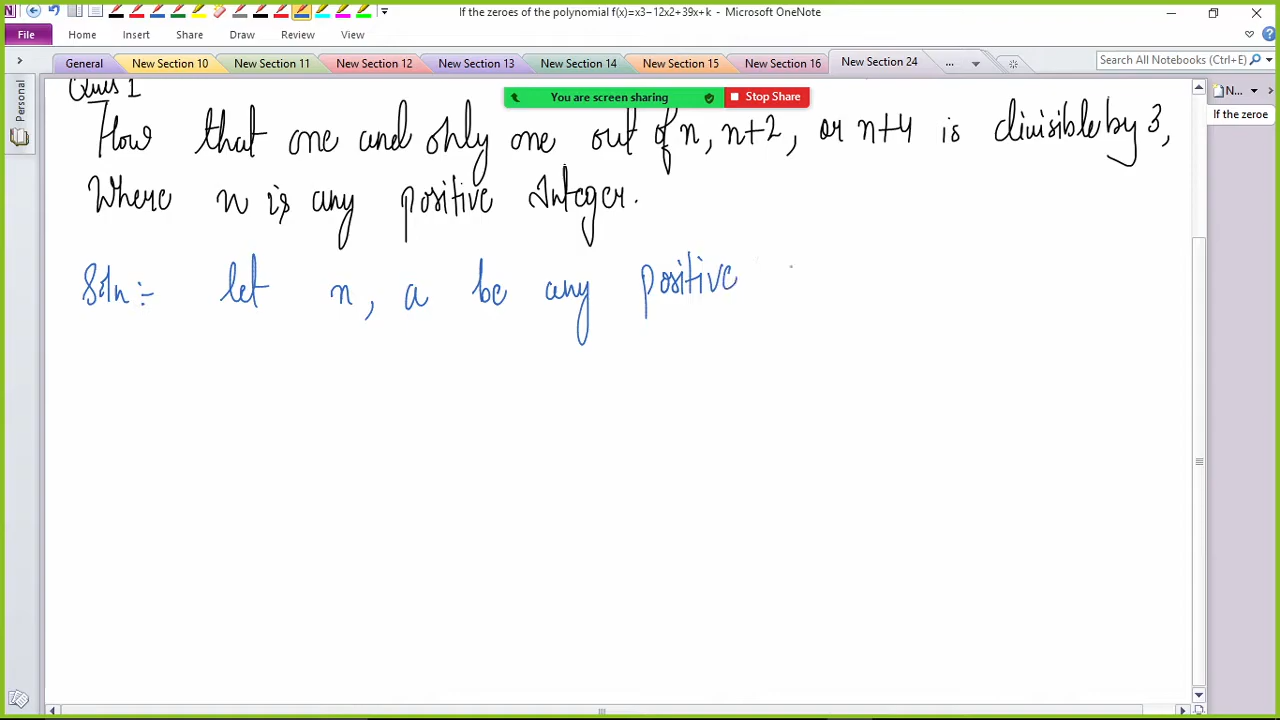 If the zeroes of the polynomial f(x)=x3−12x2+39x+k - Microsoft OneNote
File Home Insert Share Draw Review View
General New Section 10 New Section 11 New Section 12 New Section 13 New Section 14 New Section 15 New Section 16 New Section 24 ... Search All Notebooks (Ctrl+E)
You are screen sharing Stop Share
N...
If the zeroe
Personal
Ques 1
How that one and only one out of n, n+2, or n+4 is divisible by 3,
Where n is any positive Integer.
Soln:- let n, a be any positive